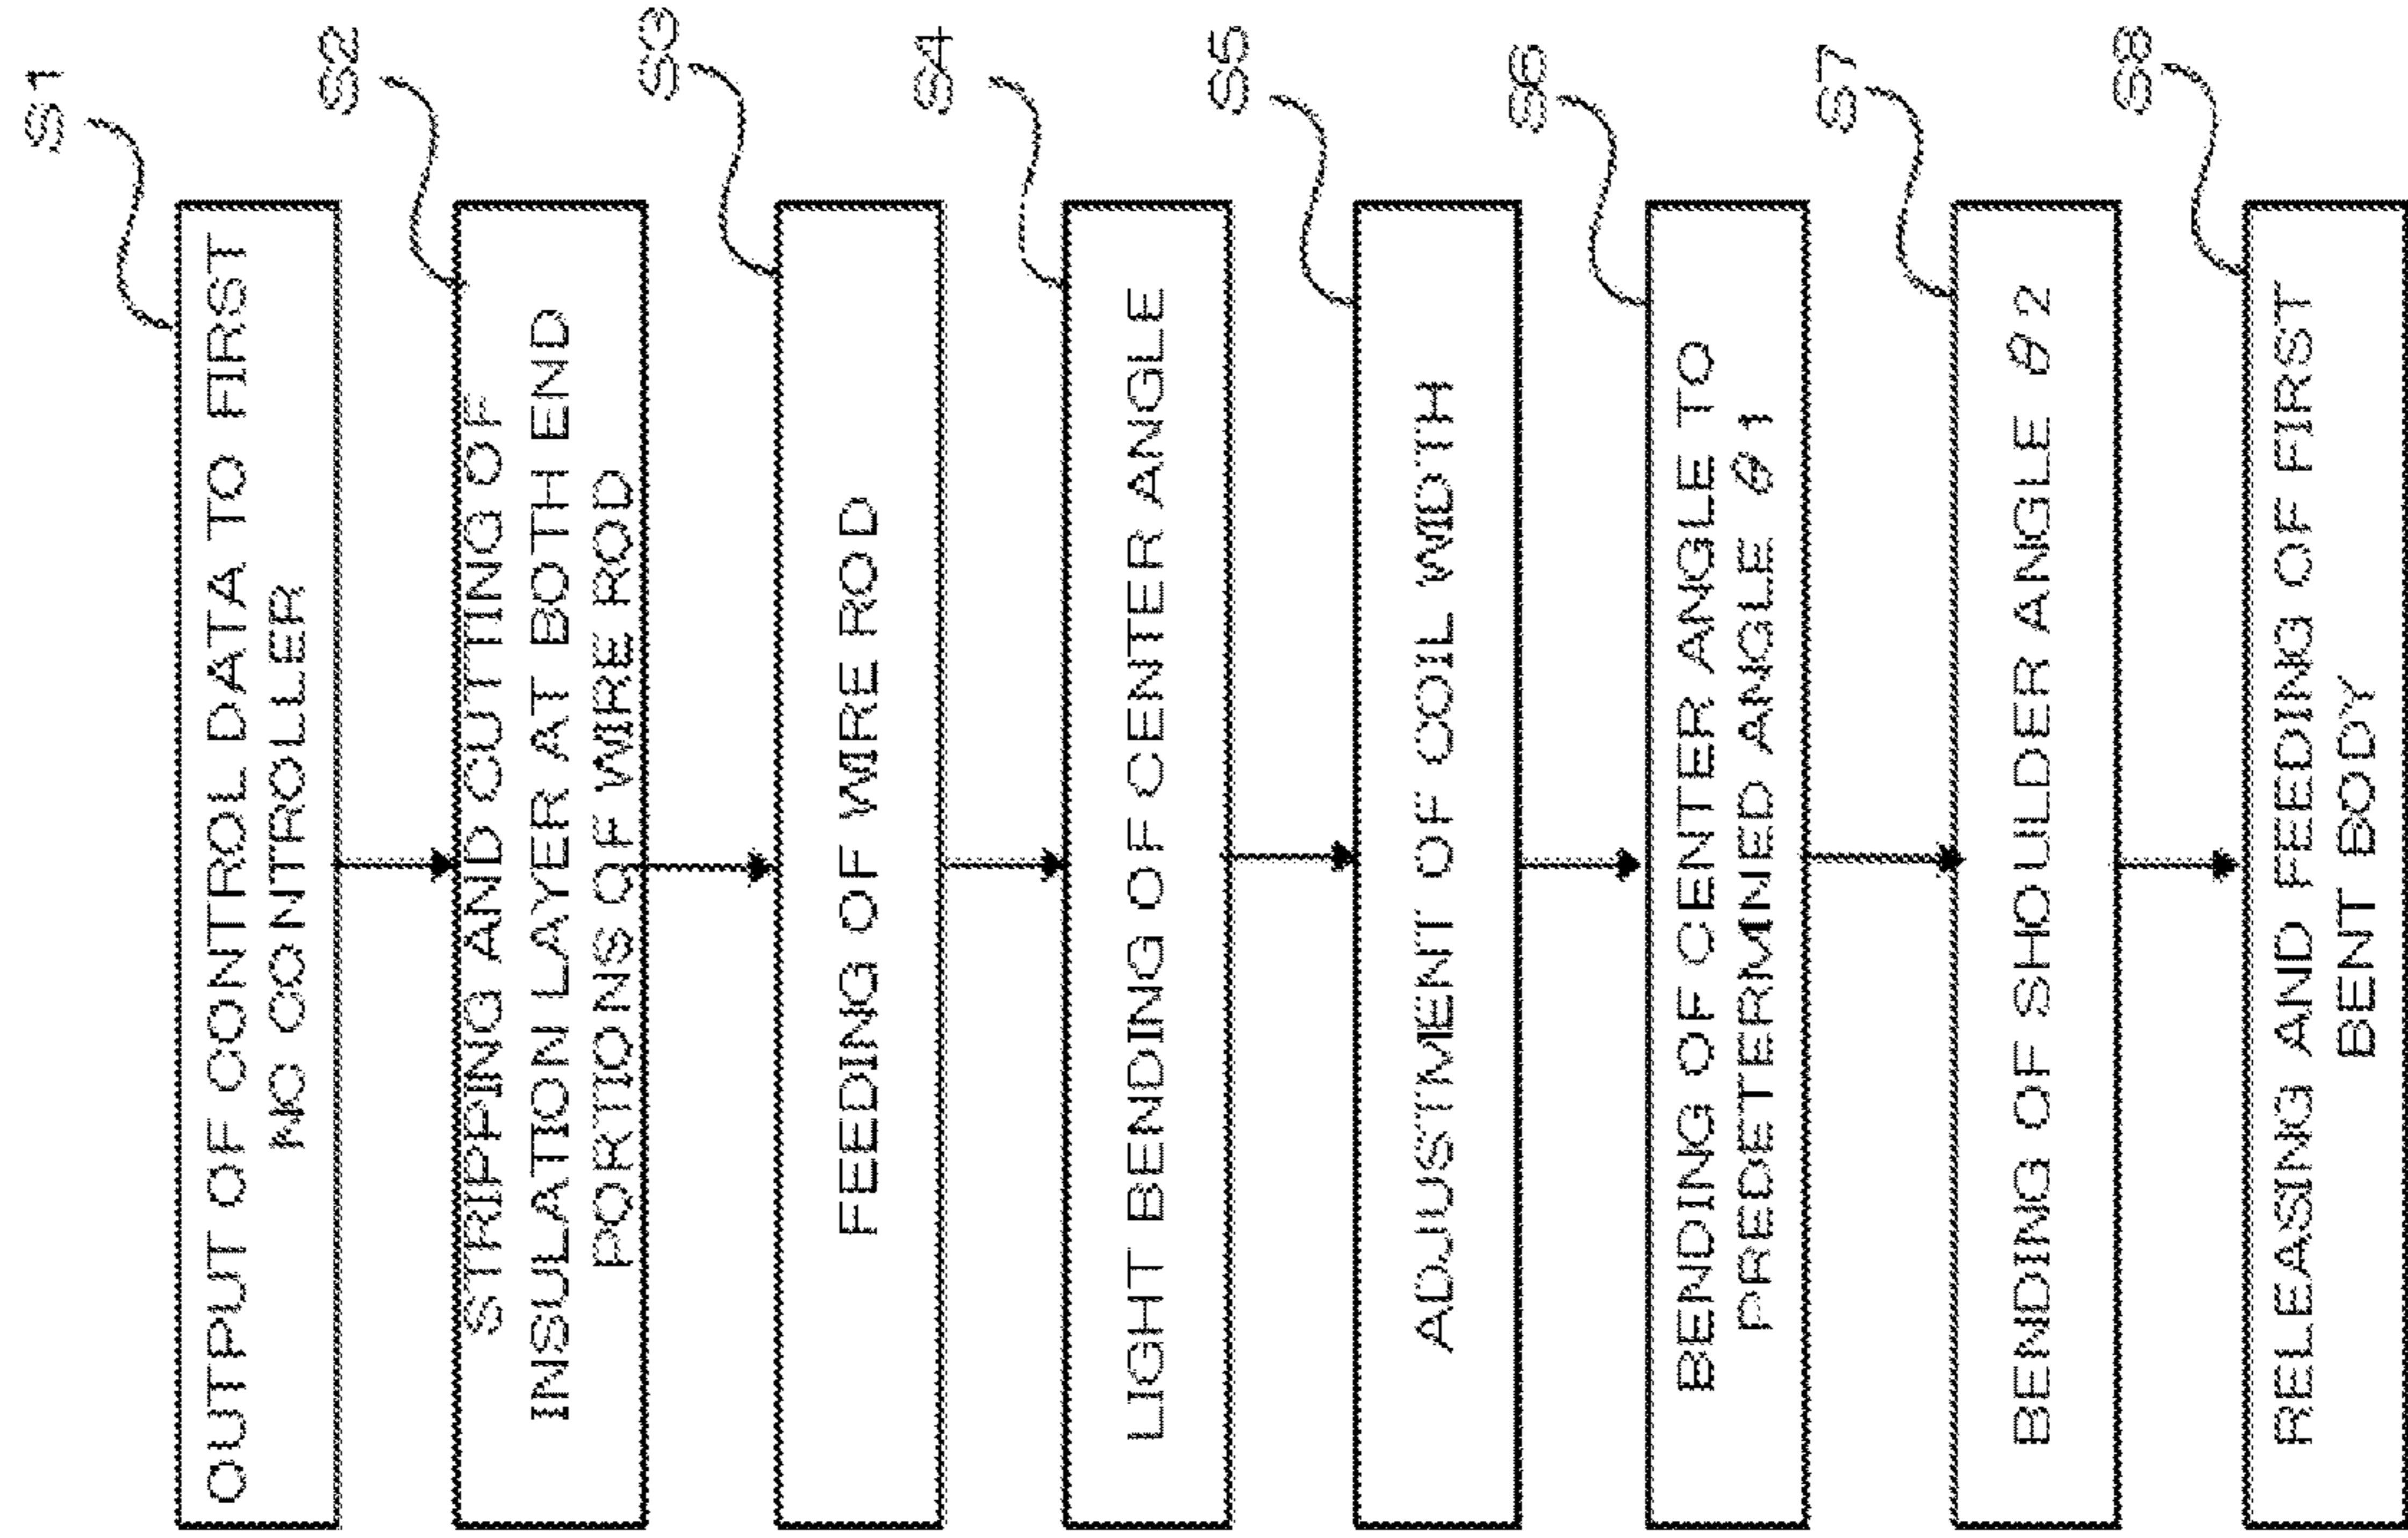 S1
OUTPUT OF CONTROL DATA TO FIRST
NC CONTROLLER
S2
STRIPPING AND CUTTING OF
INSULATION LAYER AT BOTH END
PORTIONS OF WIRE ROD
S3
FEEDING OF WIRE ROD
S4
LIGHT BENDING OF CENTER ANGLE
S5
ADJUSTMENT OF COIL WIDTH
S6
BENDING OF CENTER ANGLE TO
PREDETERMINED ANGLE θ1
S7
BENDING OF SHOULDER ANGLE θ2
S8
RELEASING AND FEEDING OF FIRST
BENT BODY